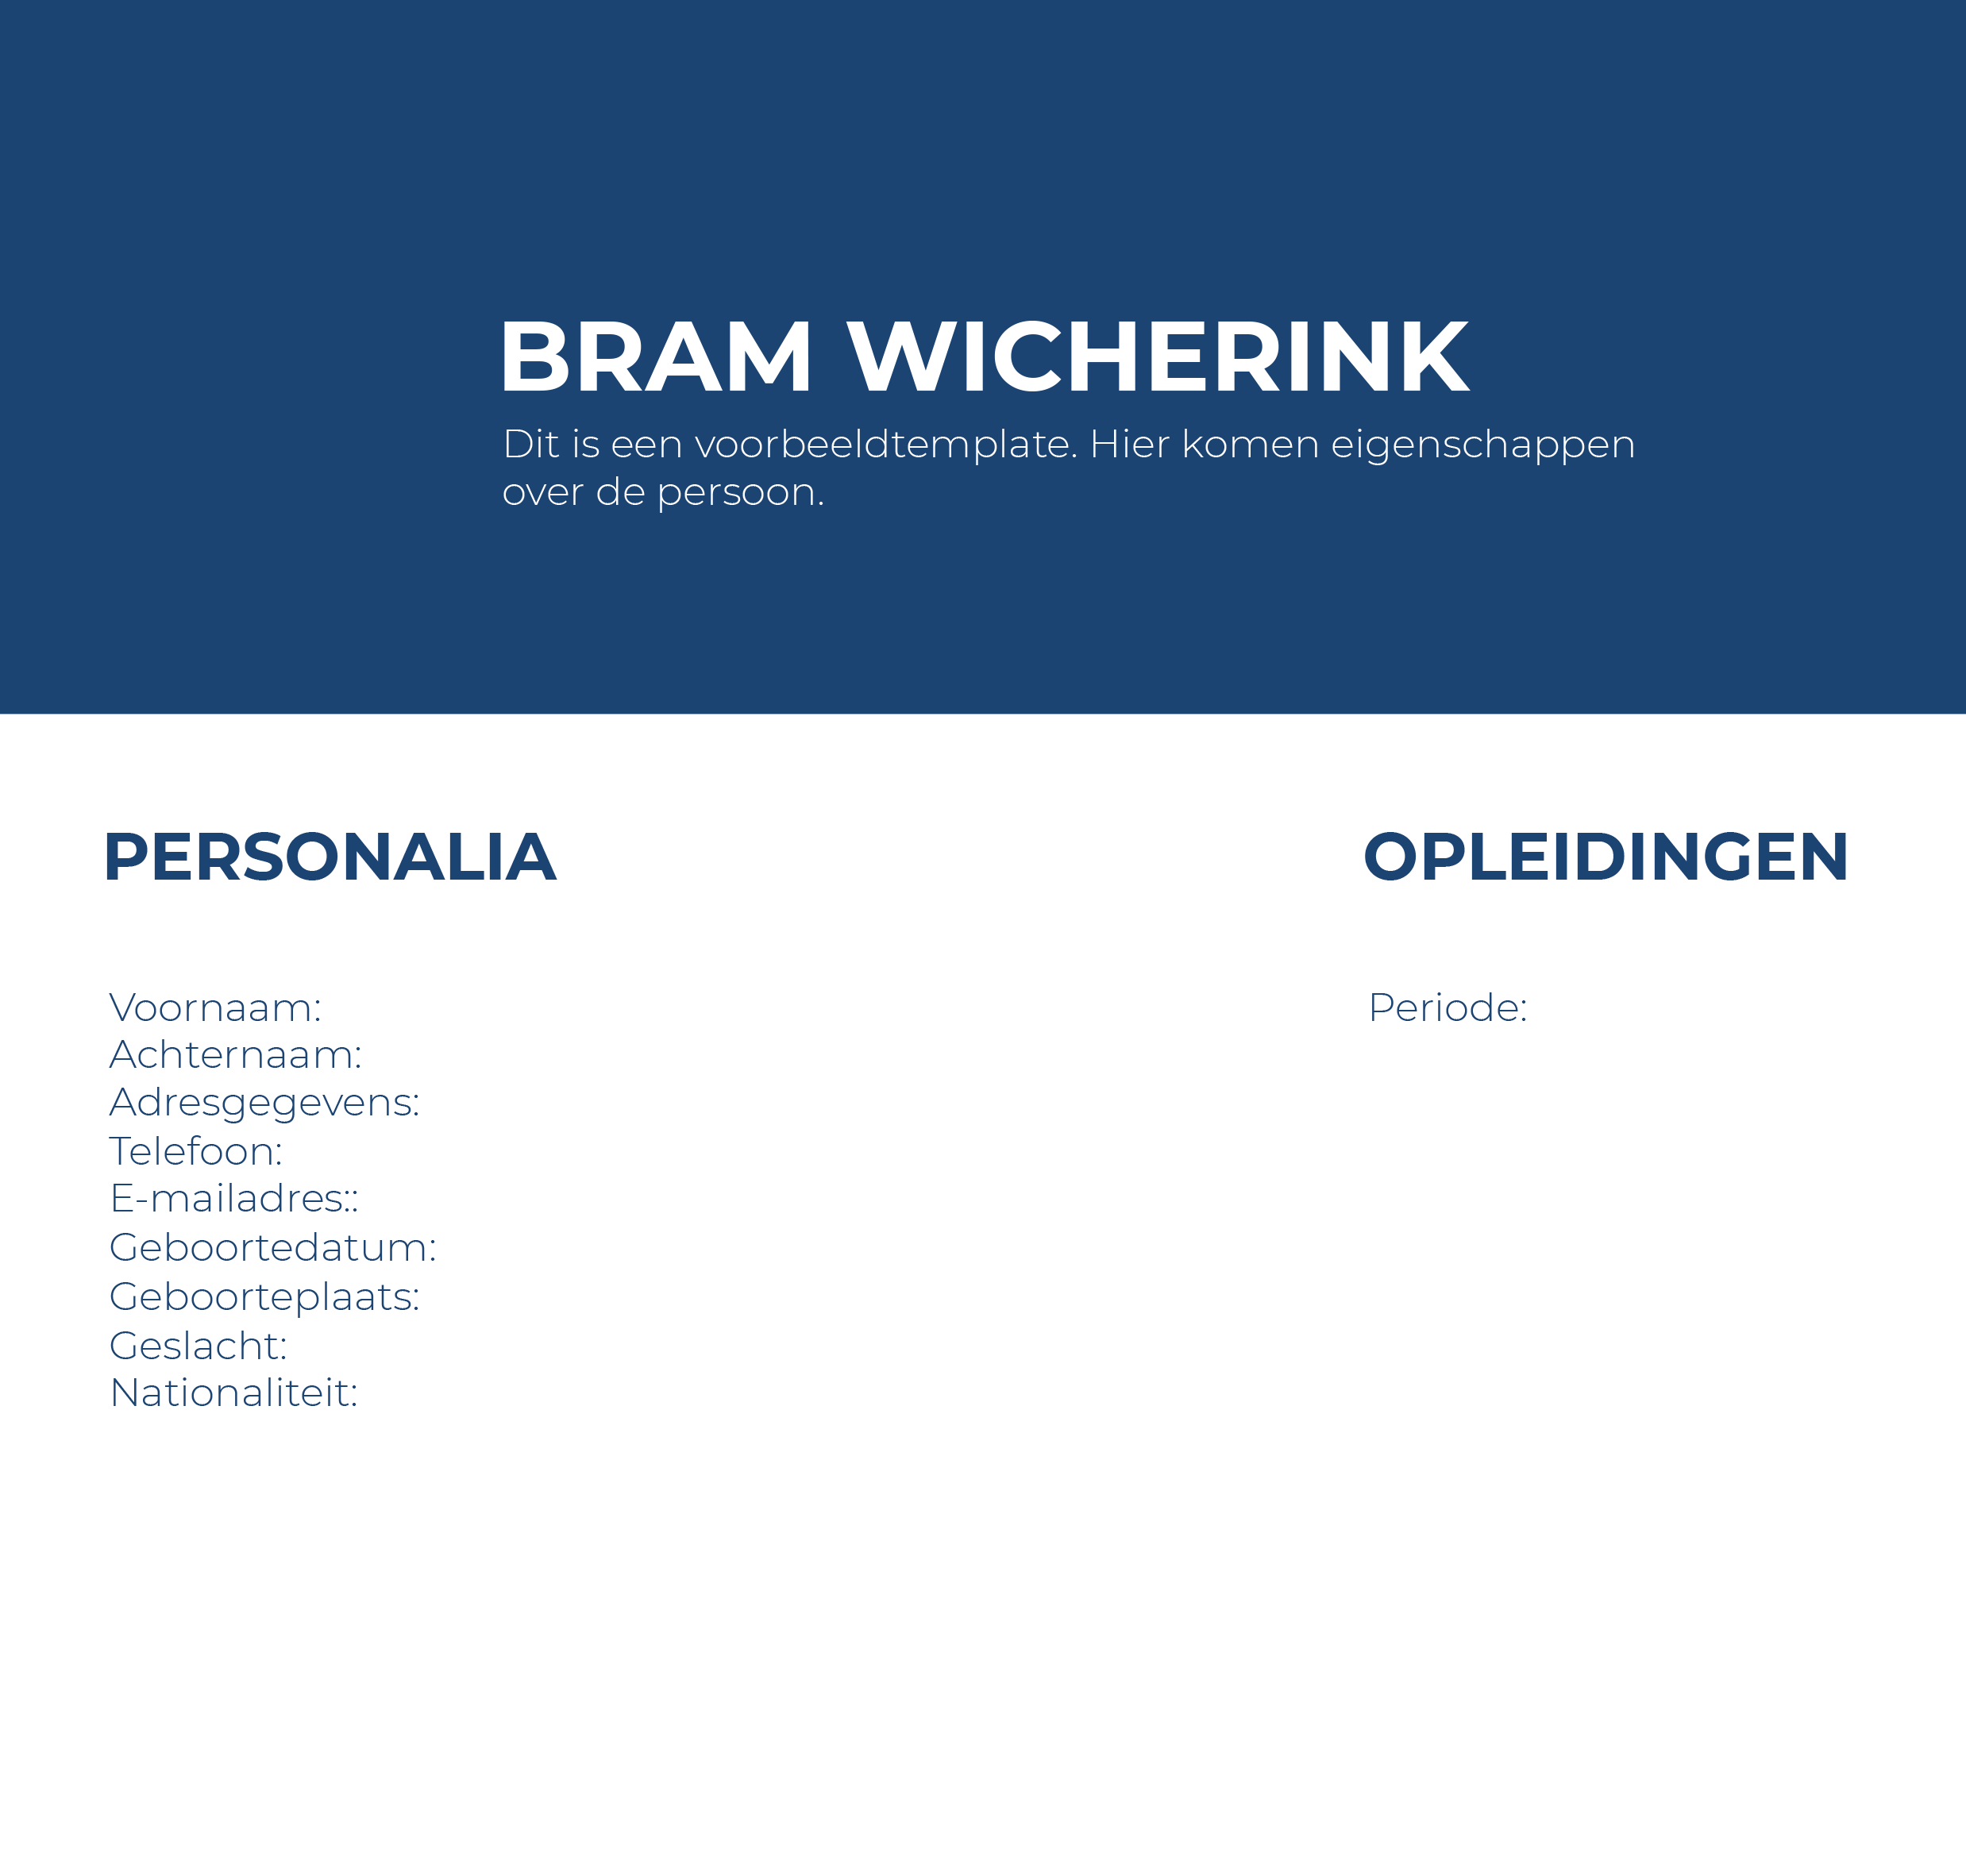 BRAM WICHERINK
Dit is een voorbeeldtemplate. Hier komen eigenschappen
over de persoon.
PERSONALIA
Voornaam:
Achternaam:
Adresgegevens:
Telefoon:
E-mailadres::
Geboortedatum:
Geboorteplaats:
Geslacht:
Nationaliteit:
OPLEIDINGEN
Periode: